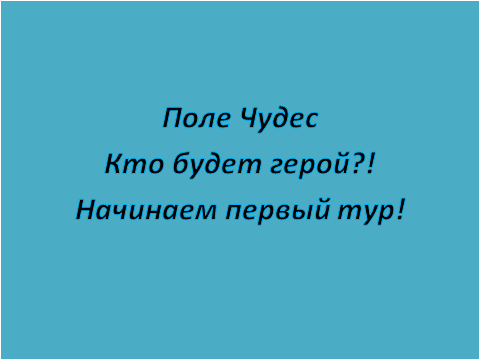 Поле Чудес
Кто будет герой?!
Начинаем первый тур!